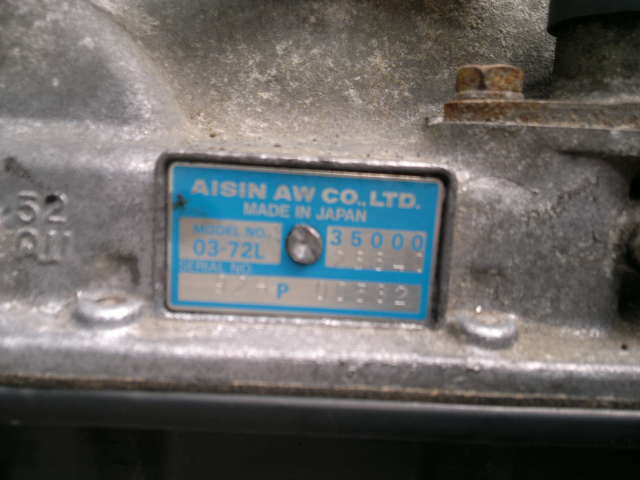 AISIN AW CO., LTD.
MADE IN JAPAN
MODEL NO.
03-72L
35000
SERIAL NO.
P
52